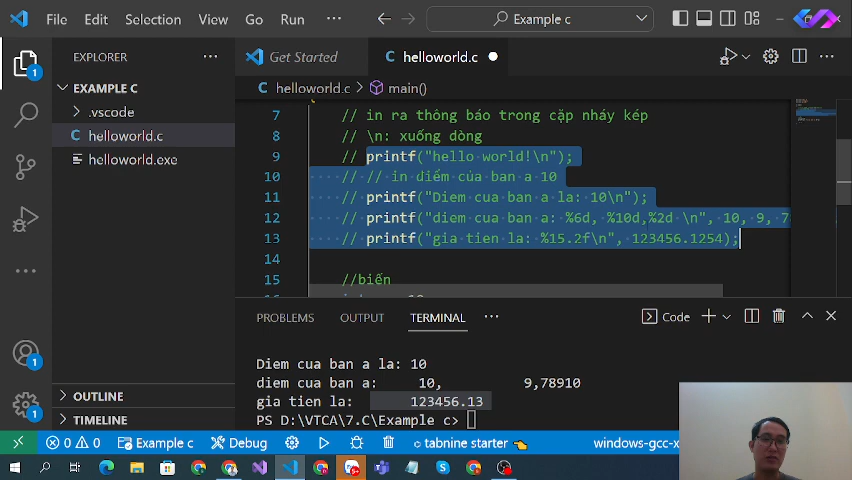 File Edit Selection View Go Run ··· Example c
EXPLORER ···
Get Started
C helloworld.c
EXAMPLE C
.vscode
C helloworld.c
helloworld.exe
1
1
1
C helloworld.c > main()
7 // in ra thông báo trong cặp nháy kép
8 // \n: xuống dòng
9 // printf("hello world!\n");
10 // // in điểm của bạn a 10
11 // printf("Diem cua ban a la: 10\n");
12 // printf("diem cua ban a: %6d, %10d,%2d \n", 10, 9, 7
13 // printf("gia tien la: %15.2f\n", 123456.1254);
14
15 //biến
PROBLEMS OUTPUT TERMINAL ··· Code
Diem cua ban a la: 10
diem cua ban a:     10,          9,78910
gia tien la:       123456.13
PS D:\VTCA\7.C\Example c>
OUTLINE
TIMELINE
0 0 Example c Debug tabnine starter windows-gcc-x